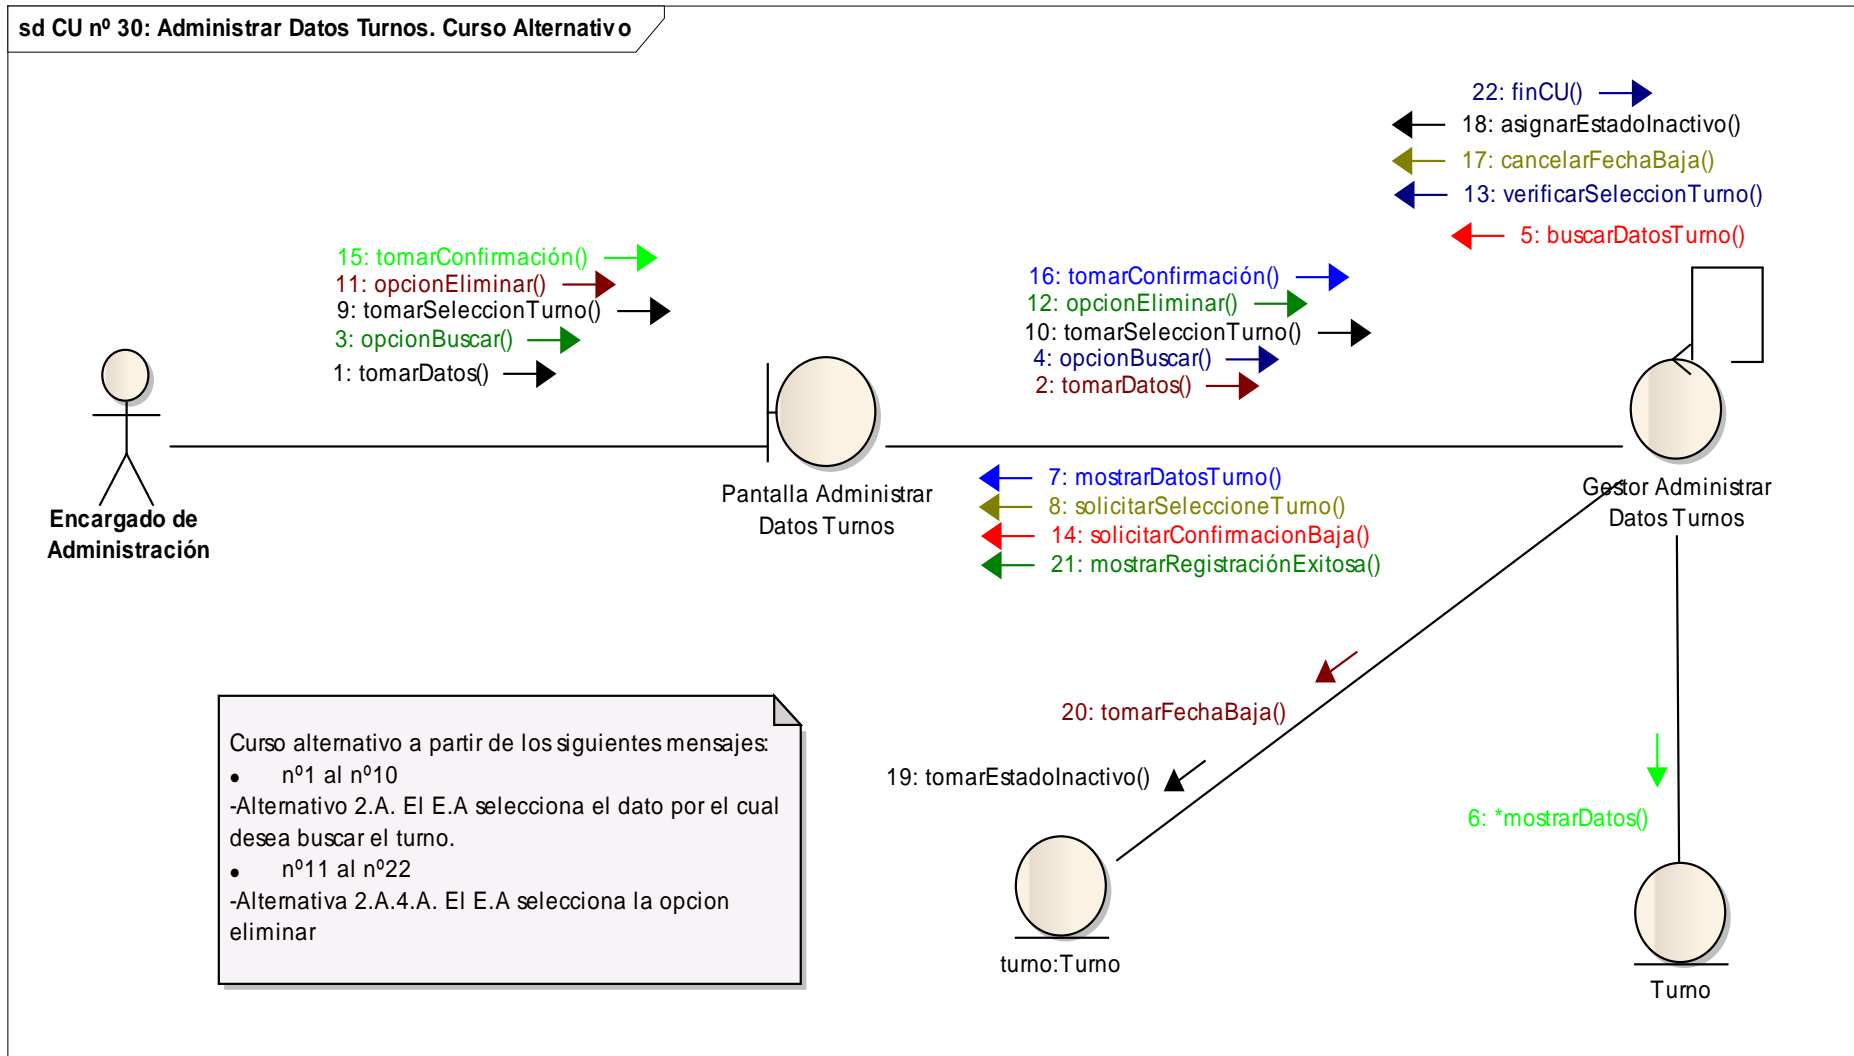 sd CU nº 30: Administrar Datos Turnos. Curso Alternativo
22: finCU()
18: asignarEstadoInactivo()
17: cancelarFechaBaja()
13: verificarSeleccionTurno()
5: buscarDatosTurno()
15: tomarConfirmación()
11: opcionEliminar()
9: tomarSeleccionTurno()
3: opcionBuscar()
1: tomarDatos()
16: tomarConfirmación()
12: opcionEliminar()
10: tomarSeleccionTurno()
4: opcionBuscar()
2: tomarDatos()
Encargado de
Administración
Pantalla Administrar
Datos Turnos
7: mostrarDatosTurno()
8: solicitarSeleccioneTurno()
14: solicitarConfirmacionBaja()
21: mostrarRegistraciónExitosa()
Gestor Administrar
Datos Turnos
20: tomarFechaBaja()
19: tomarEstadoInactivo()
6: *mostrarDatos()
Curso alternativo a partir de los siguientes mensajes:
• nº1 al nº10
-Alternativo 2.A. El E.A selecciona el dato por el cual
desea buscar el turno.
• nº11 al nº22
-Alternativa 2.A.4.A. El E.A selecciona la opcion
eliminar
turno:Turno
Turno